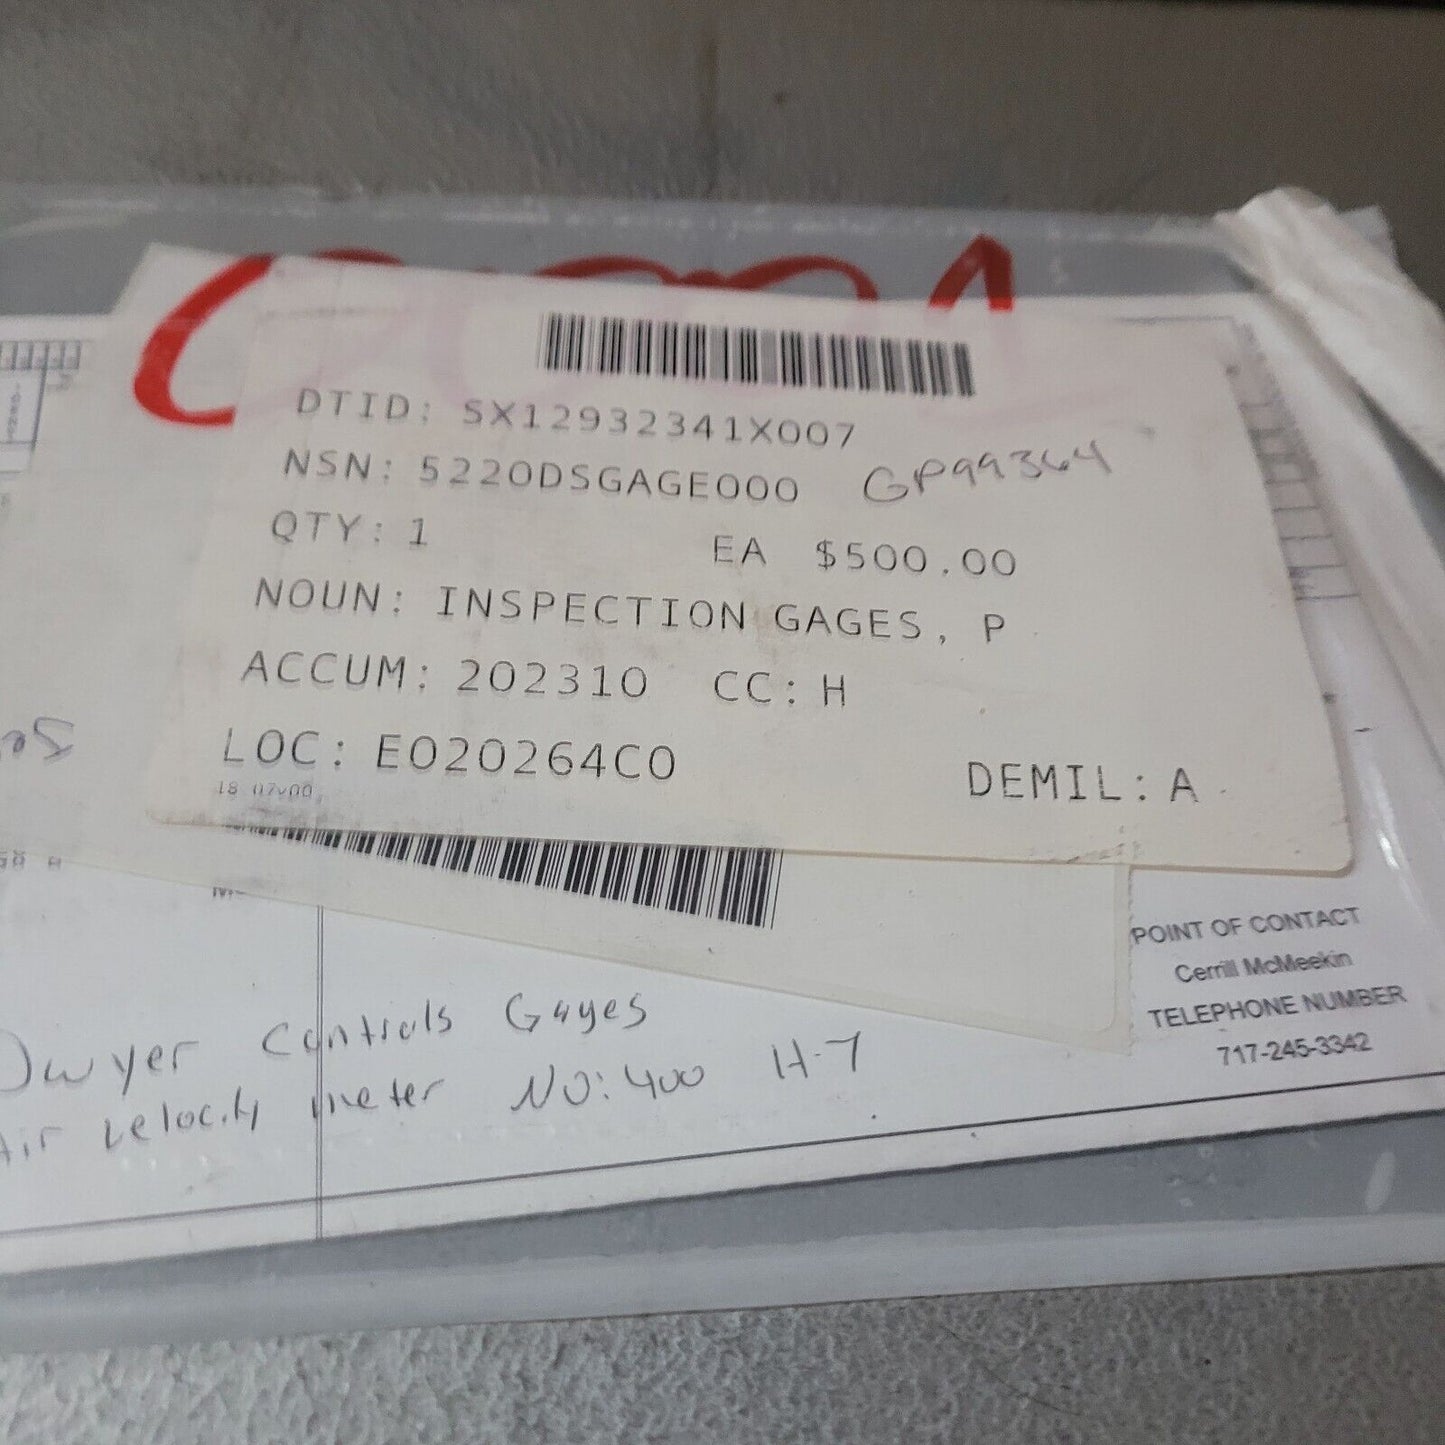 DTID: SX12932341X007
NSN: 5220DSGAGE000 GP99364
QTY: 1 EA $500.00
NOUN: INSPECTION GAGES, P
ACCUM: 202310 CC: H
LOC: E020264C0 DEMIL: A
POINT OF CONTACT
Cerrill McMeekin
TELEPHONE NUMBER
717-245-3342
Dwyer Controls Gages
Air velocity meter NO: 400 H-7